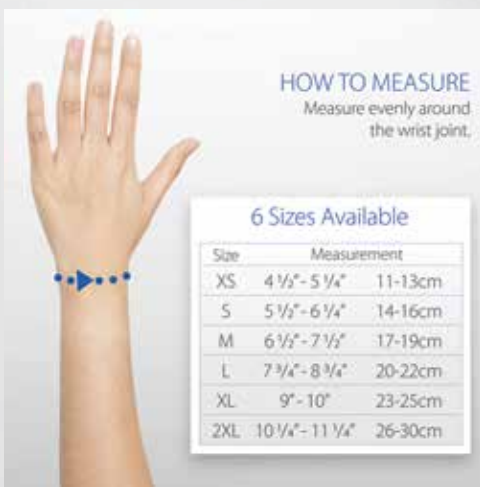 HOW TO MEASURE
Measure evenly around
the wrist joint.
6 Sizes Available
Size Measurement
XS 4 ½"- 5 ¼" 11-13cm
S 5 ½"- 6 ¼" 14-16cm
M 6 ½"- 7 ½" 17-19cm
L 7 ¾"- 8 ¾" 20-22cm
XL 9"- 10" 23-25cm
2XL 10 ¼"- 11 ¼" 26-30cm